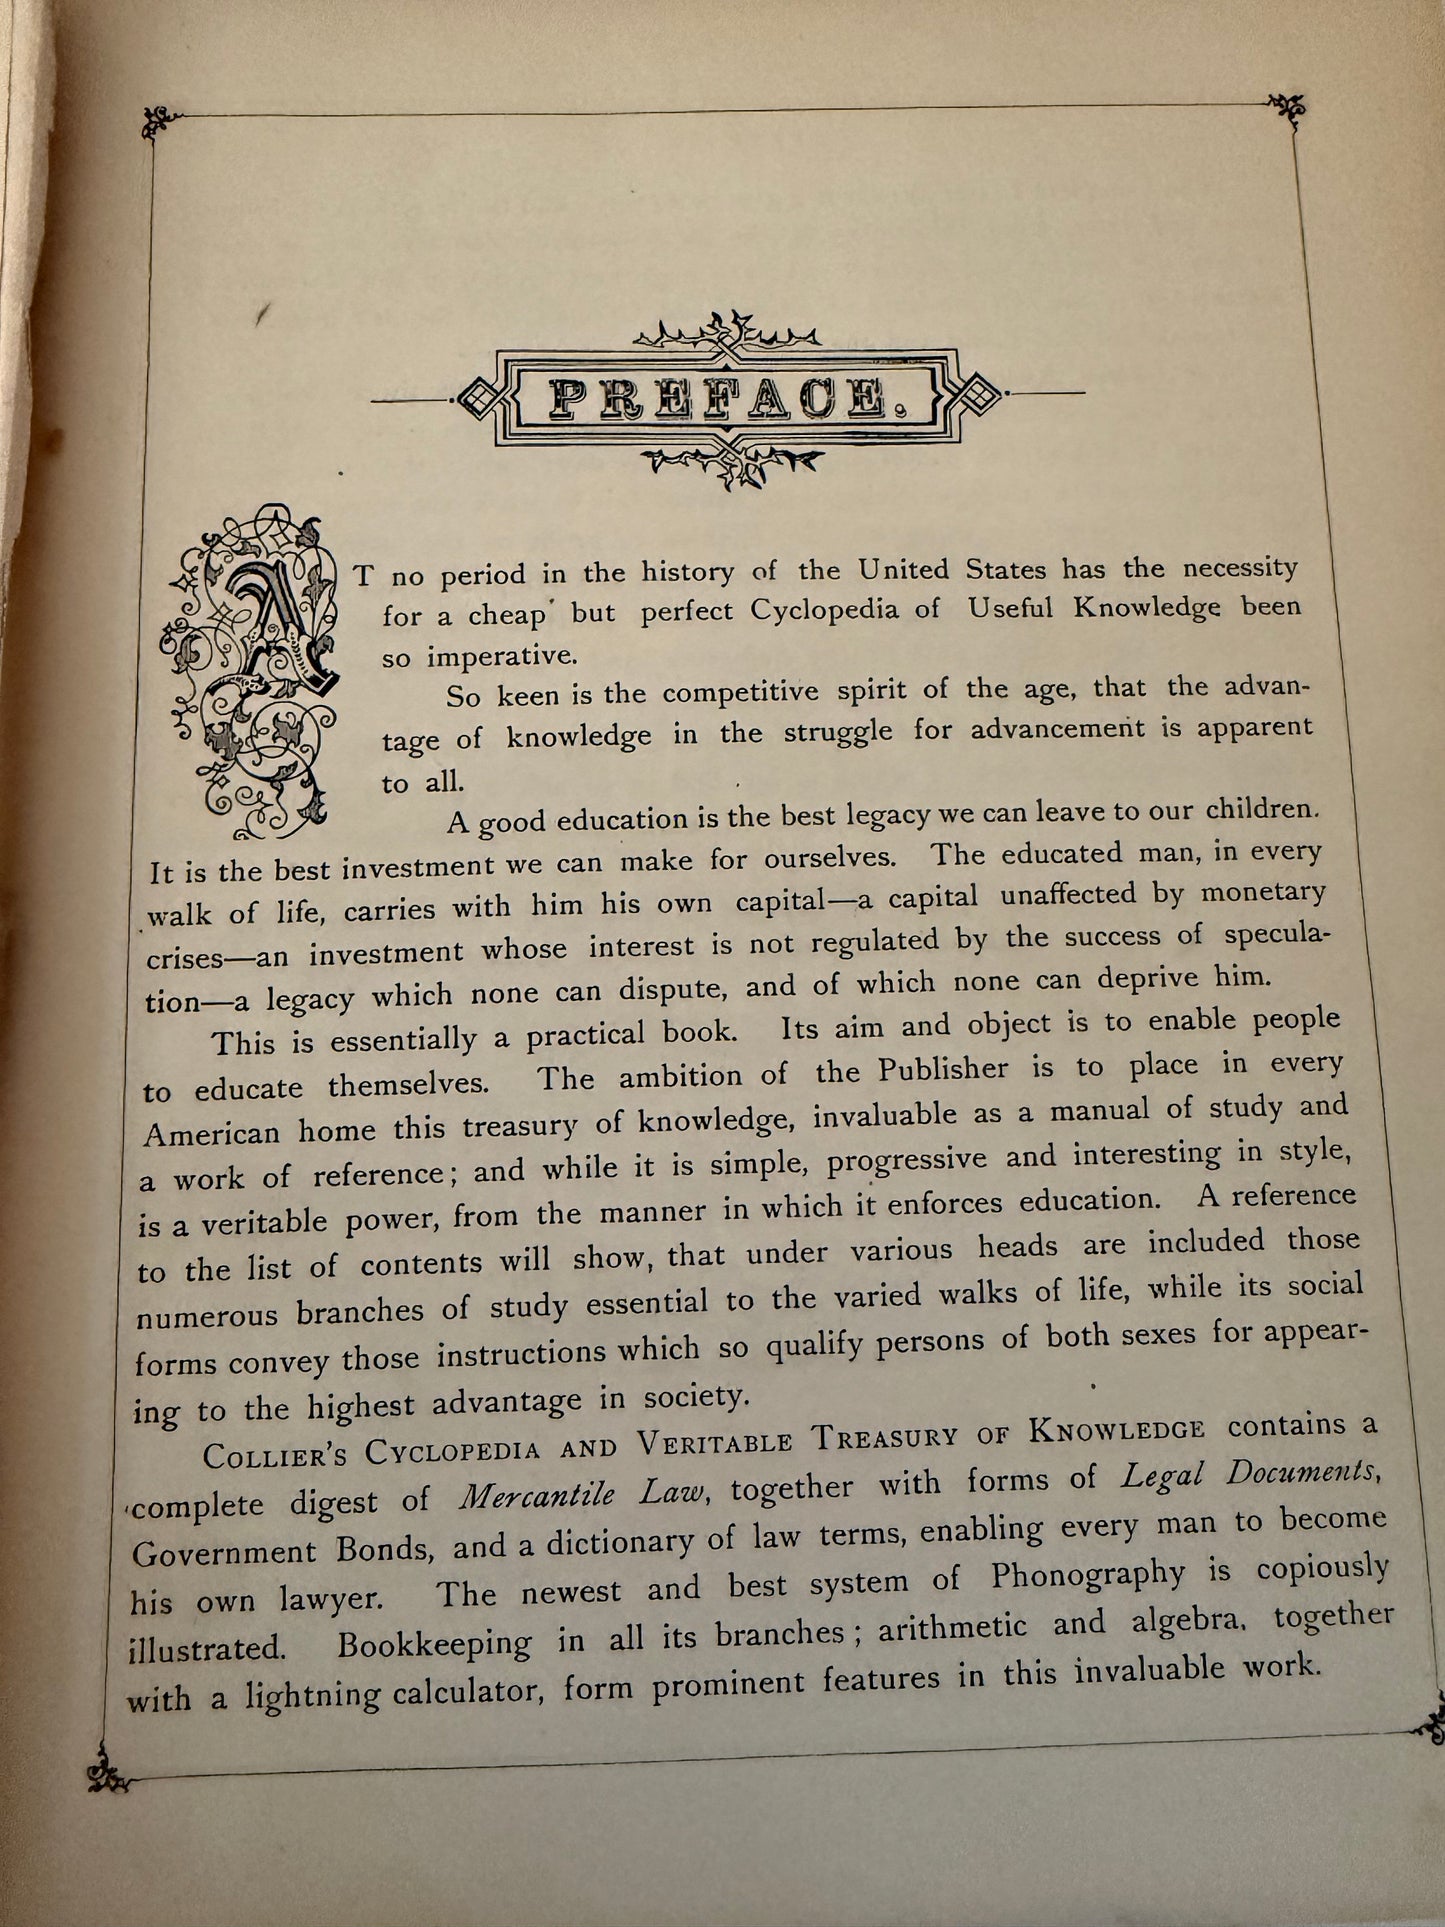 PREFACE.
AT no period in the history of the United States has the necessity
for a cheap but perfect Cyclopedia of Useful Knowledge been
so imperative.
So keen is the competitive spirit of the age, that the advan-
tage of knowledge in the struggle for advancement is apparent
to all.
A good education is the best legacy we can leave to our children.
It is the best investment we can make for ourselves. The educated man, in every
walk of life, carries with him his own capital—a capital unaffected by monetary
crises—an investment whose interest is not regulated by the success of specula-
tion—a legacy which none can dispute, and of which none can deprive him.
This is essentially a practical book. Its aim and object is to enable people
to educate themselves. The ambition of the Publisher is to place in every
American home this treasury of knowledge, invaluable as a manual of study and
a work of reference; and while it is simple, progressive and interesting in style,
is a veritable power, from the manner in which it enforces education. A reference
to the list of contents will show, that under various heads are included those
numerous branches of study essential to the varied walks of life, while its social
forms convey those instructions which so qualify persons of both sexes for appear-
ing to the highest advantage in society.
COLLIER'S CYCLOPEDIA AND VERITABLE TREASURY OF KNOWLEDGE contains a
complete digest of Mercantile Law, together with forms of Legal Documents,
Government Bonds, and a dictionary of law terms, enabling every man to become
his own lawyer. The newest and best system of Phonography is copiously
illustrated. Bookkeeping in all its branches; arithmetic and algebra, together
with a lightning calculator, form prominent features in this invaluable work.